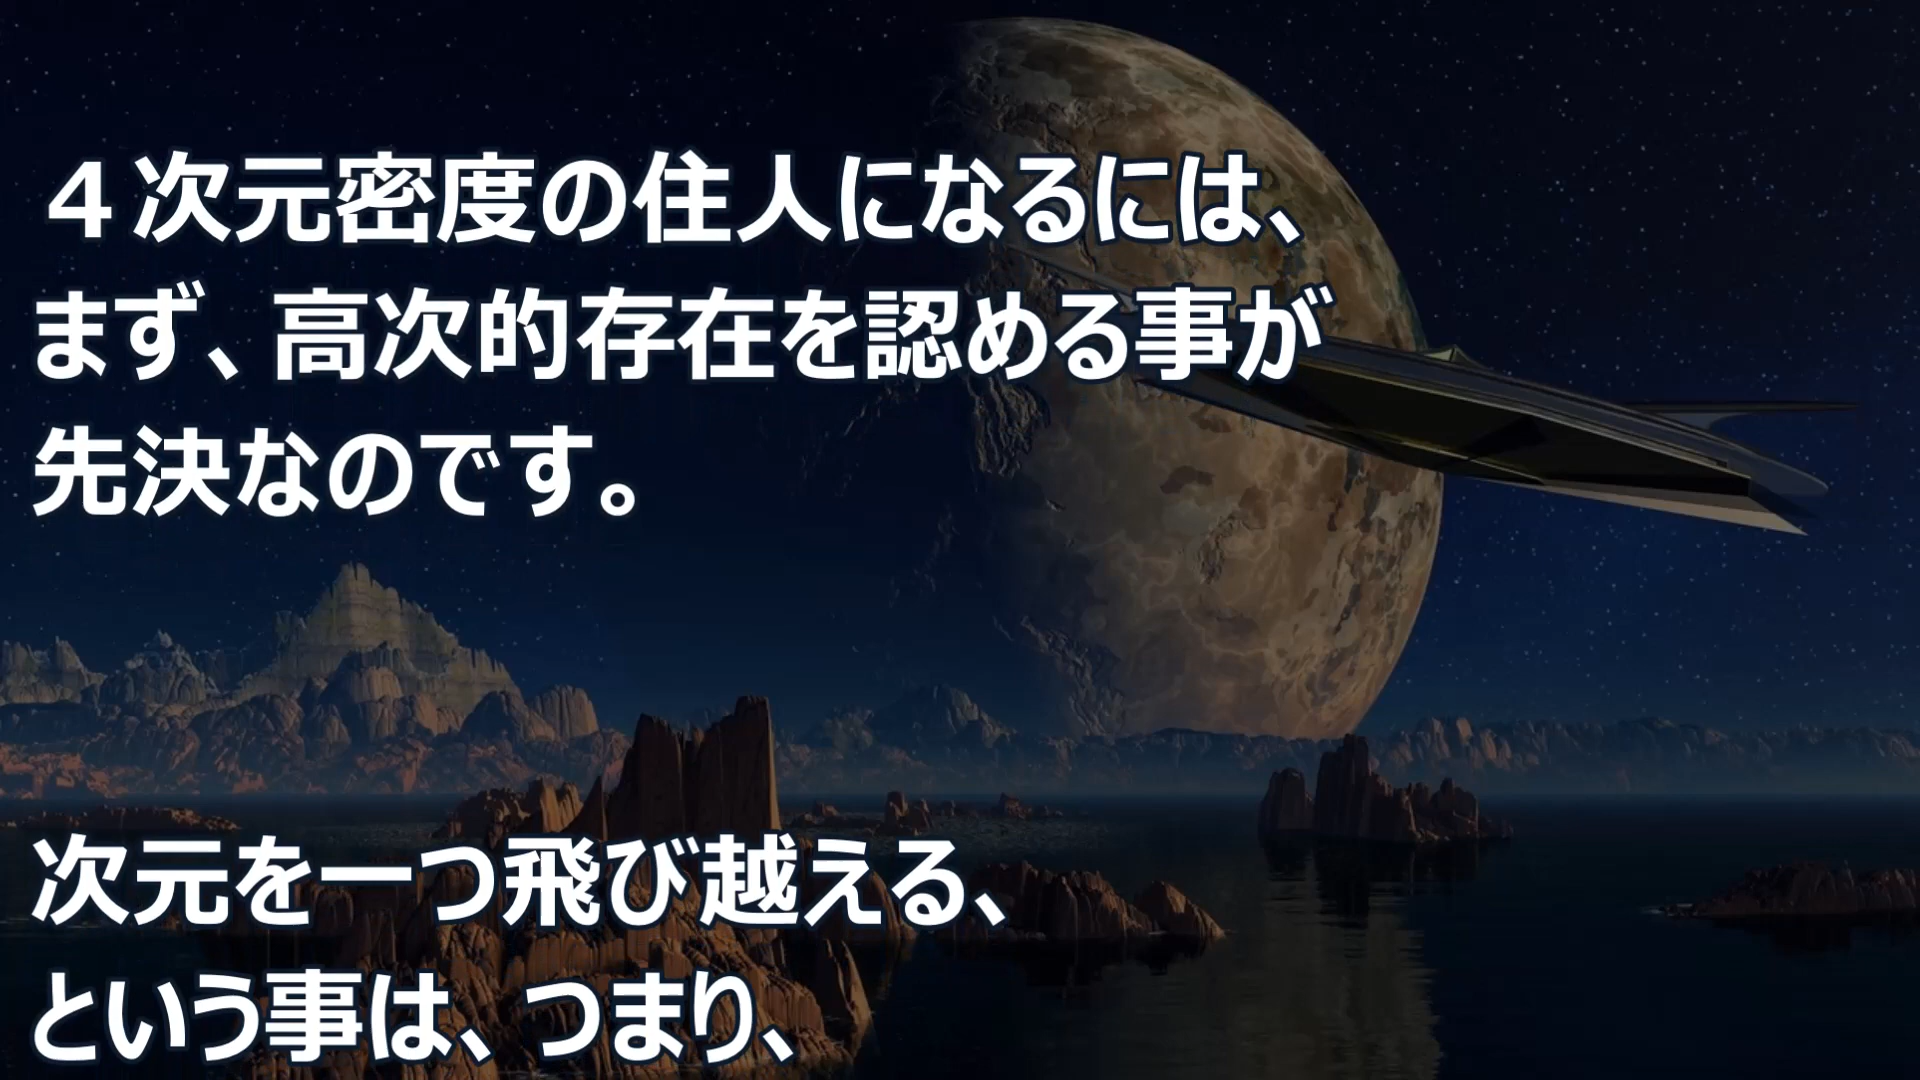 ４次元密度の住人になるには、
まず、高次的存在を認める事が
先決なのです。
次元を一つ飛び越える、
という事は、つまり、